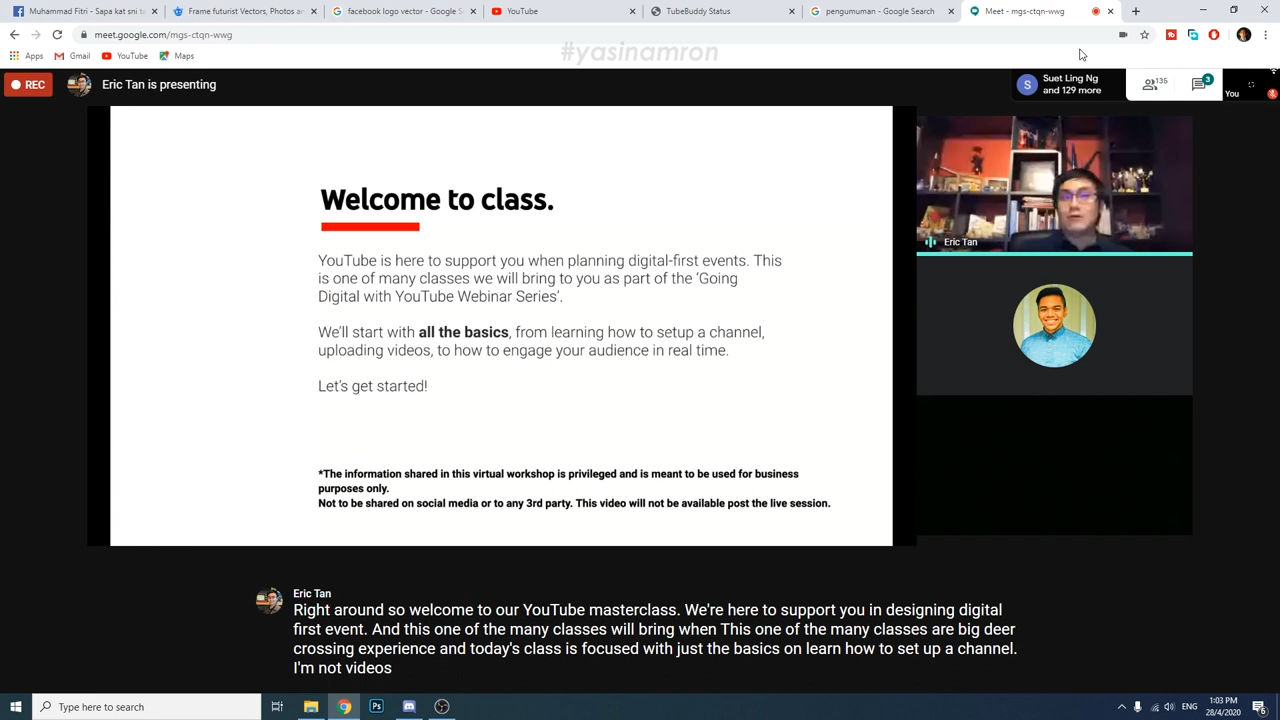 Muhammad Fitri - Sapa kat sni ta
Frame futurist Vectors, Photos an
facebook logo vector - Google Se
YouTube
TubeBuddy Status
pengumuman - Google Search
Meet - mgs-ctqn-wwg
meet.google.com/mgs-ctqn-wwg
Apps
Gmail
YouTube
Maps
#yasinamron
REC
Eric Tan is presenting
S
Suet Ling Ng
and 129 more
135
3
You
Welcome to class.
YouTube is here to support you when planning digital-first events. This
is one of many classes we will bring to you as part of the ‘Going
Digital with YouTube Webinar Series’.
We’ll start with all the basics, from learning how to setup a channel,
uploading videos, to how to engage your audience in real time.
Let’s get started!
*The information shared in this virtual workshop is privileged and is meant to be used for business
purposes only.
Not to be shared on social media or to any 3rd party. This video will not be available post the live session.
Eric Tan
Eric Tan
Right around so welcome to our YouTube masterclass. We're here to support you in designing digital
first event. And this one of the many classes will bring when This one of the many classes are big deer
crossing experience and today's class is focused with just the basics on learn how to set up a channel.
I'm not videos
Type here to search
Ps
ENG
1:03 PM
28/4/2020
6